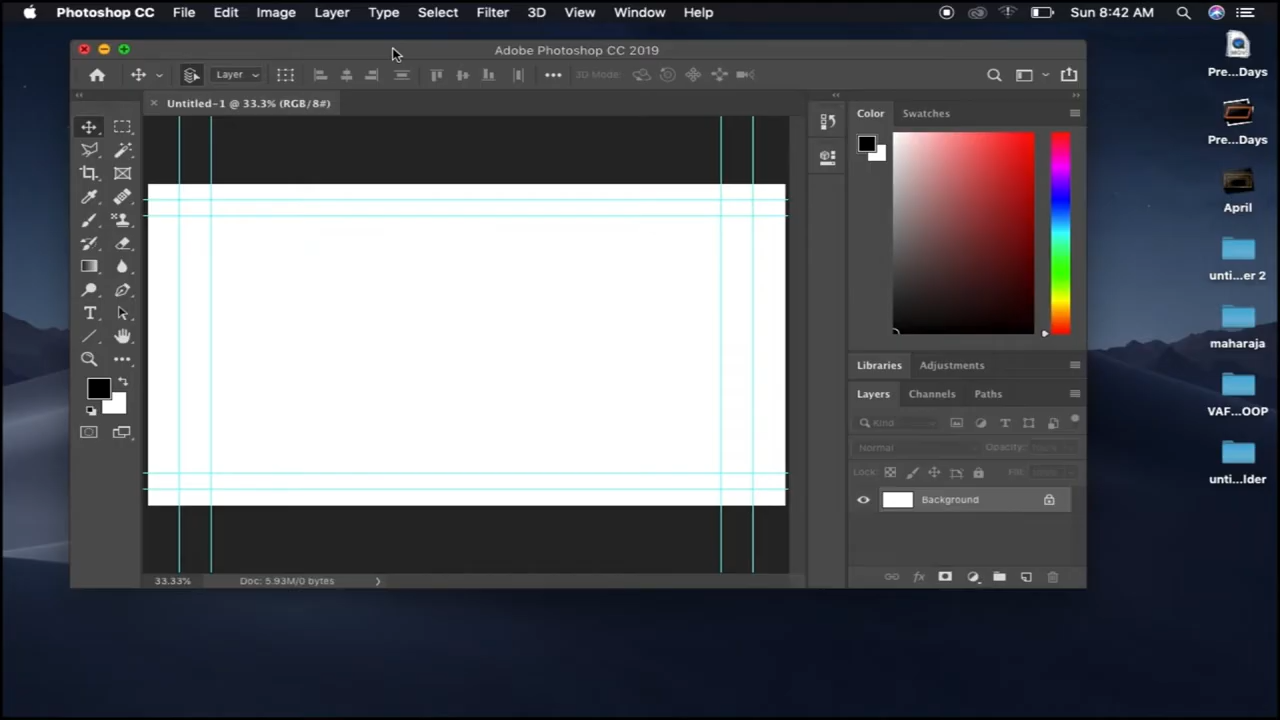 Photoshop CC File Edit Image Layer Type Select Filter 3D View Window Help Sun 8:42 AM
Adobe Photoshop CC 2019
Layer 3D Mode:
Untitled-1 @ 33.3% (RGB/8#)
Color Swatches
Libraries Adjustments
Layers Channels Paths
Kind
Normal Opacity:
Lock: Fill:
Background
33.33% Doc: 5.93M/0 bytes
Pre...Days
Pre...Days
April
unti...er 2
maharaja
VAF...OOP
unti...lder